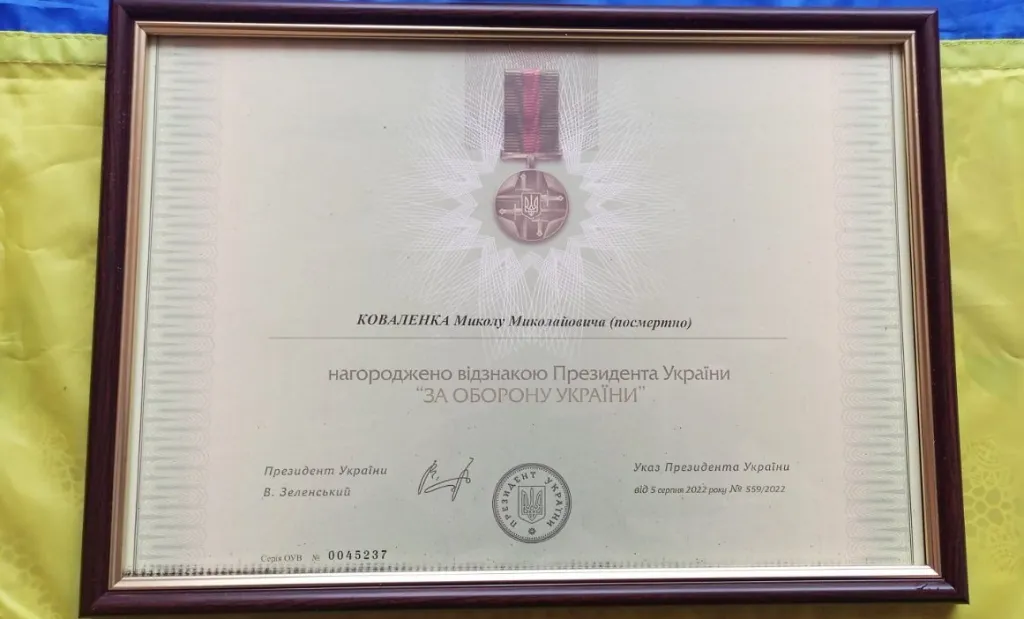 КОВАЛЕНКА Миколу Миколайовича (посмертно)
нагороджено відзнакою Президента України
"ЗА ОБОРОНУ УКРАЇНИ"
Президент України
В. Зеленський
ПРЕЗИДЕНТ УКРАЇНИ
Указ Президента України
від 5 серпня 2022 року № 559/2022
Серія ОУВ № 0045237